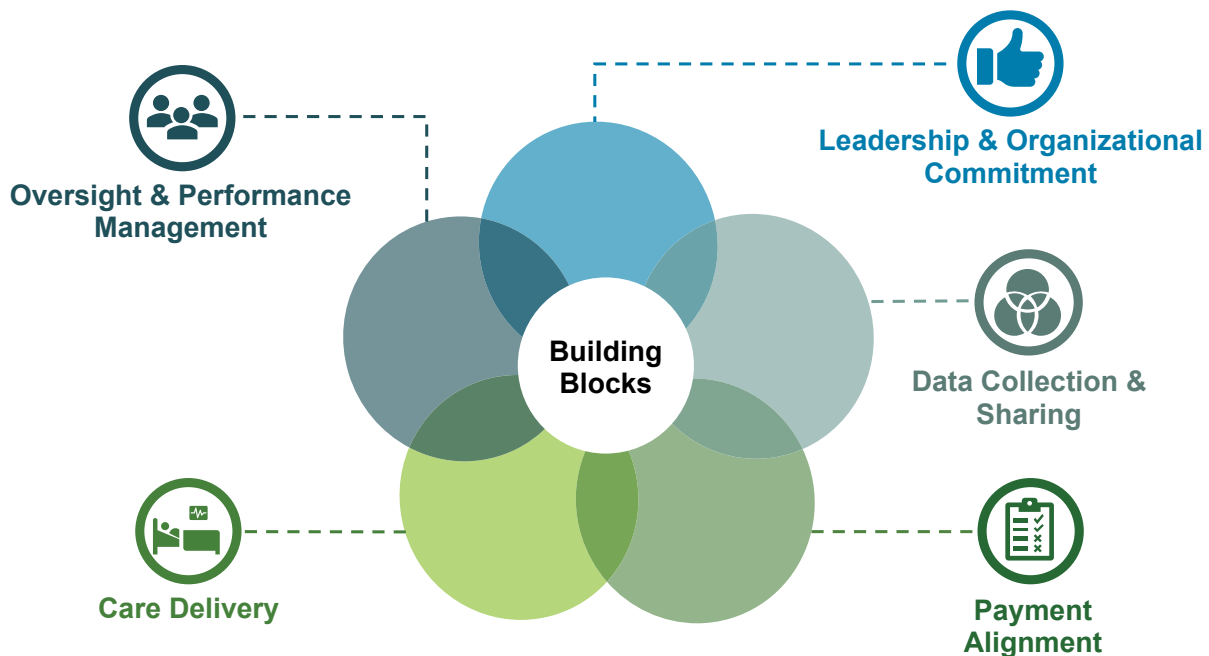 Leadership & Organizational
Commitment
Oversight & Performance
Management
Building
Blocks
Data Collection &
Sharing
Care Delivery
Payment
Alignment